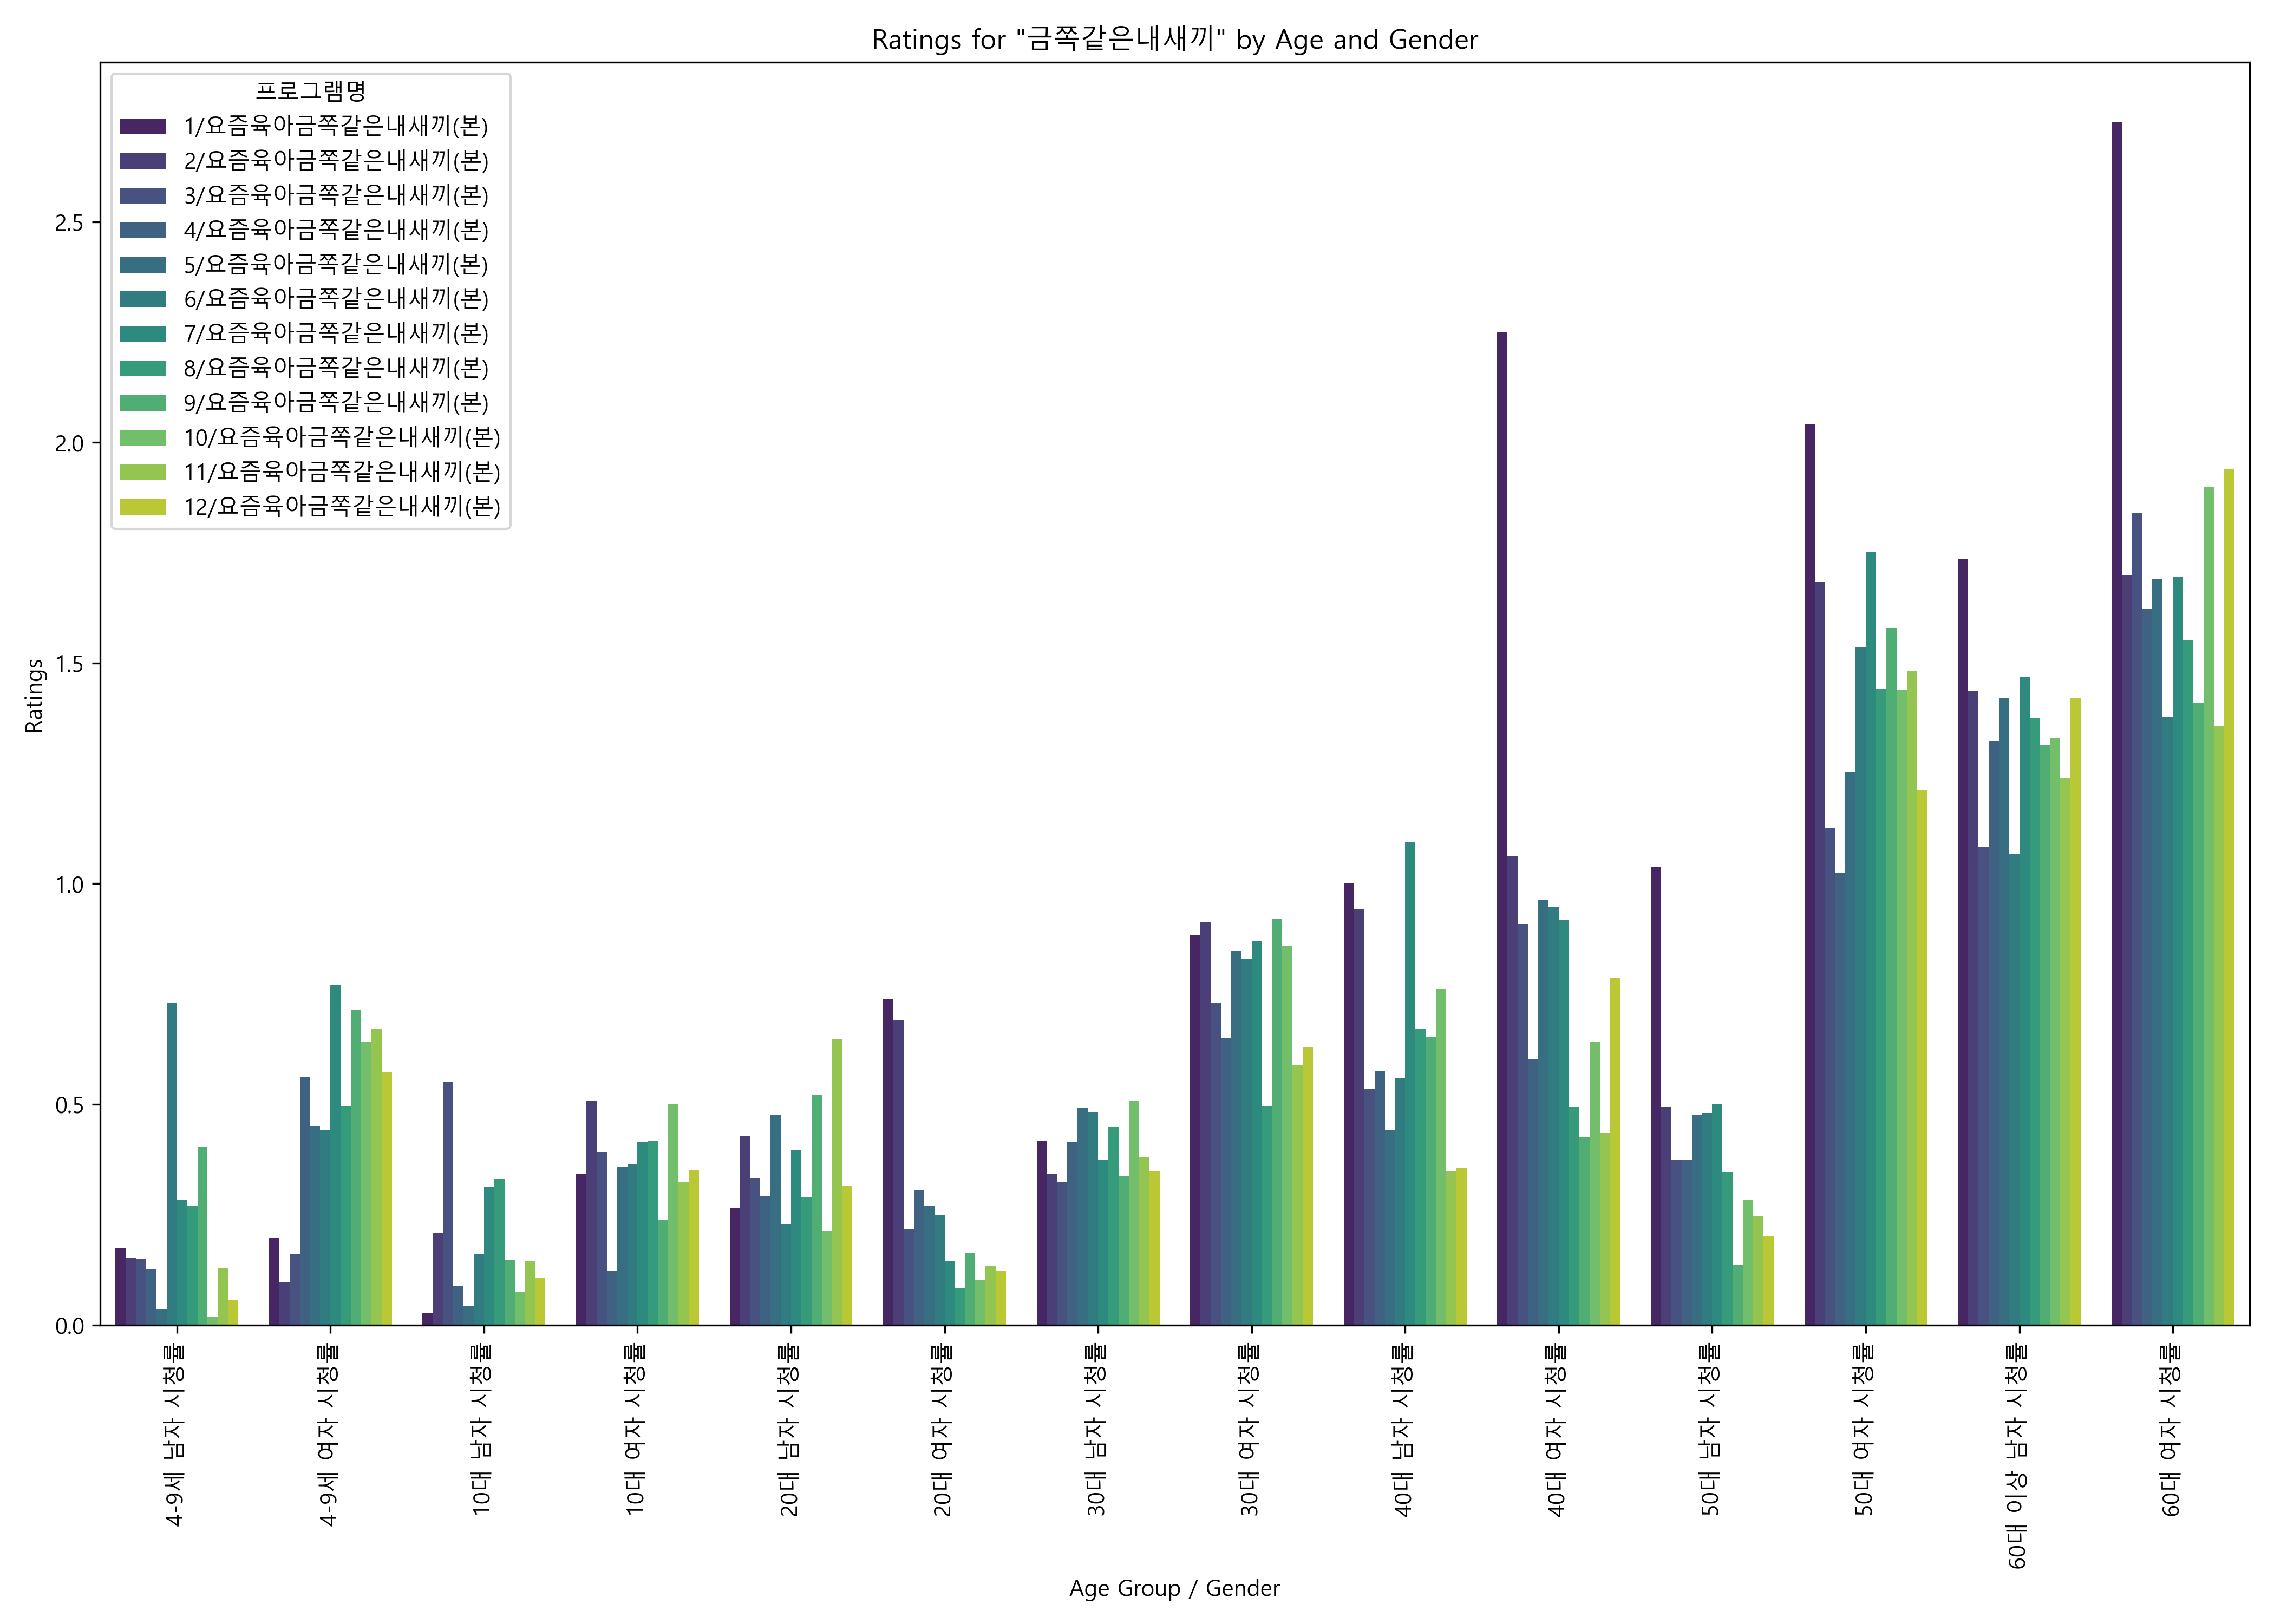 Ratings for "금쪽같은내새끼" by Age and Gender
프로그램명
1/요즘육아금쪽같은내새끼(본)
2/요즘육아금쪽같은내새끼(본)
3/요즘육아금쪽같은내새끼(본)
4/요즘육아금쪽같은내새끼(본)
5/요즘육아금쪽같은내새끼(본)
6/요즘육아금쪽같은내새끼(본)
7/요즘육아금쪽같은내새끼(본)
8/요즘육아금쪽같은내새끼(본)
9/요즘육아금쪽같은내새끼(본)
10/요즘육아금쪽같은내새끼(본)
11/요즘육아금쪽같은내새끼(본)
12/요즘육아금쪽같은내새끼(본)
Ratings
2.5
2.0
1.5
1.0
0.5
0.0
4-9세 남자 시청률
4-9세 여자 시청률
10대 남자 시청률
10대 여자 시청률
20대 남자 시청률
20대 여자 시청률
30대 남자 시청률
30대 여자 시청률
40대 남자 시청률
40대 여자 시청률
50대 남자 시청률
50대 여자 시청률
60대 이상 남자 시청률
60대 여자 시청률
Age Group / Gender